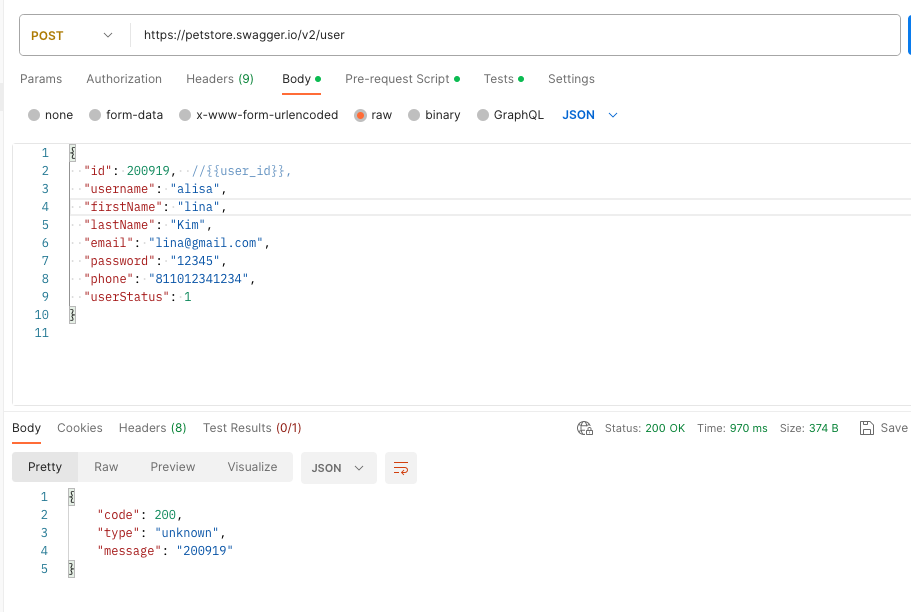 POST https://petstore.swagger.io/v2/user
Params Authorization Headers (9) Body Pre-request Script Tests Settings
none form-data x-www-form-urlencoded raw binary GraphQL JSON
1 {
2 "id": 200919, //{{user_id}},
3 "username": "alisa",
4 "firstName": "lina",
5 "lastName": "Kim",
6 "email": "lina@gmail.com",
7 "password": "12345",
8 "phone": "811012341234",
9 "userStatus": 1
10 }
11
Body Cookies Headers (8) Test Results (0/1) Status: 200 OK Time: 970 ms Size: 374 B Save
Pretty Raw Preview Visualize JSON
1 {
2 "code": 200,
3 "type": "unknown",
4 "message": "200919"
5 }